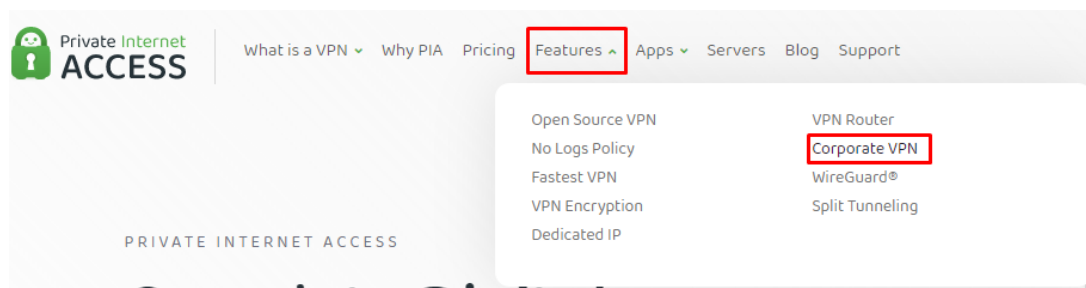 Private Internet
ACCESS
What is a VPN Why PIA Pricing Features Apps Servers Blog Support
Open Source VPN VPN Router
No Logs Policy Corporate VPN
Fastest VPN WireGuard®
VPN Encryption Split Tunneling
Dedicated IP
PRIVATE INTERNET ACCESS